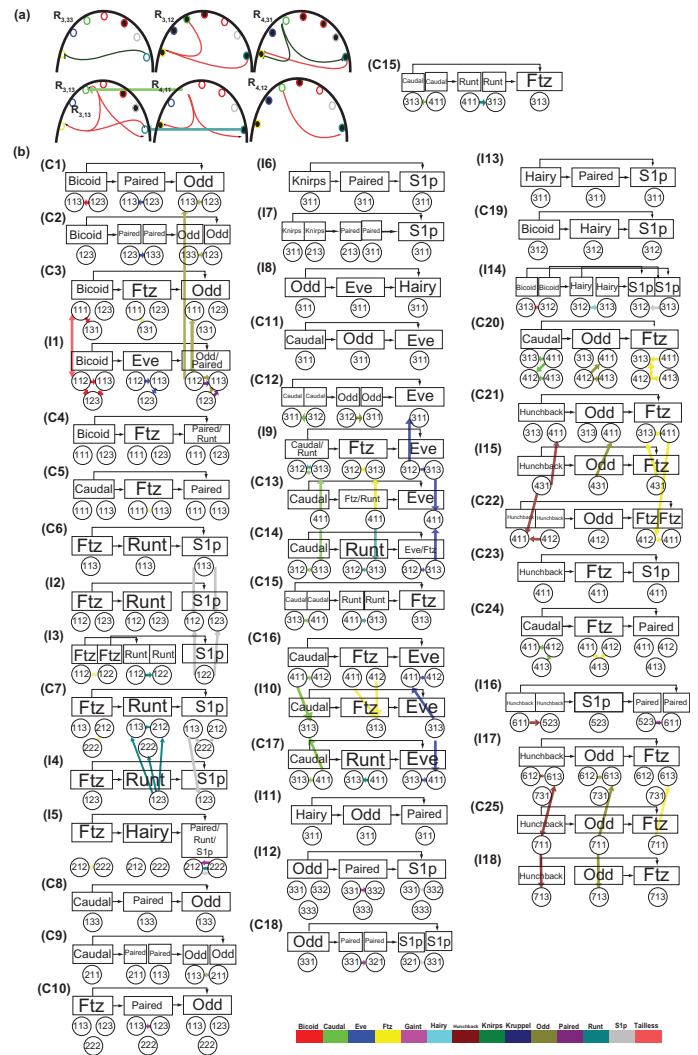 (a)
R3,33
R3,12
R4,31
R3,13
R3,13
R4,11
R4,12
(C15)
Caudal Caudal Runt Runt Ftz
313 411 411 313 313
(b)
(C1)
Bicoid Paired Odd
113 123 123 133 113 123
(C2)
Bicoid Paired Paired Odd Odd
123 123 133 133 123
(C3)
Bicoid Ftz Odd
111 123 111 123 111 123
131 131 131
(I1)
Bicoid Eve Odd/
Paired
112 113 112 113 112 113
123 123 123
(C4)
Bicoid Ftz Paired/
Runt
111 123 111 123 111 123
(C5)
Caudal Ftz Paired
111 113 111 113 111 113
(C6)
Ftz Runt S1p
113 113 113
(I2)
Ftz Runt S1p
112 123 112 123 112 123
(I3)
Ftz Ftz Runt Runt S1p
112 122 112 122 122
(C7)
Ftz Runt S1p
113 212 113 212 113 212
222 222 222
(I4)
Ftz Runt S1p
123 123 123
(I5)
Ftz Hairy Paired/
Runt/
S1p
212 222 212 222 212 222
(C8)
Caudal Paired Odd
133 133 133
(C9)
Caudal Paired Paired Odd Odd
211 211 113 113 211
(C10)
Ftz Paired Odd
113 123 113 123 113 123
222 222 222
(I6)
Knirps Paired S1p
311 311 311
(I7)
Knirps Knirps Paired Paired S1p
311 213 213 311 311
(I8)
Odd Eve Hairy
311 311 311
(C11)
Caudal Odd Eve
311 311 311
(C12)
Caudal Caudal Odd Odd Eve
311 312 312 311 311
(I9)
Caudal/
Runt Ftz Eve
312 313 312 313 312 313
(C13)
Caudal Ftz/Runt Eve
411 411 411
(C14)
Caudal Runt Eve/Ftz
312 313 312 313 312 313
(C15)
Caudal Caudal Runt Runt Ftz
313 411 411 313 313
(C16)
Caudal Ftz Eve
411 412 411 412 411 412
(I10)
Caudal Ftz Eve
313 313 313
(C17)
Caudal Runt Eve
313 411 313 411 313 411
(I11)
Hairy Odd Paired
311 311 311
(I12)
Odd Paired S1p
331 332 331 332 331 332
333 333 333
(C18)
Odd Paired Paired S1p S1p
331 331 321 321 331
(I13)
Hairy Paired S1p
311 311 311
(C19)
Bicoid Hairy S1p
312 312 312
(I14)
Bicoid Bicoid Hairy Hairy S1p S1p
313 312 312 313 312 313
(C20)
Caudal Odd Ftz
313 411 313 411 313 411
412 413 412 413 412 413
(C21)
Hunchback Odd Ftz
313 411 313 411 313 411
(I15)
Hunchback Odd Ftz
431 431 431
(C22)
Hunchback Hunchback Odd Ftz Ftz
411 412 412 412 411
(C23)
Hunchback Ftz S1p
411 411 411
(C24)
Caudal Ftz Paired
411 412 411 412 411 412
413 413 413
(I16)
Hunchback Hunchback S1p Paired Paired
611 523 523 523 611
(I17)
Hunchback Odd Ftz
612 613 612 613 612 613
731 731 731
(C25)
Hunchback Odd Ftz
711 711 711
(I18)
Hunchback Odd Ftz
713 713 713
Bicoid Caudal Eve Ftz Gaint Hairy Hunchback Knirps Kruppel Odd Paired Runt S1p Tailless